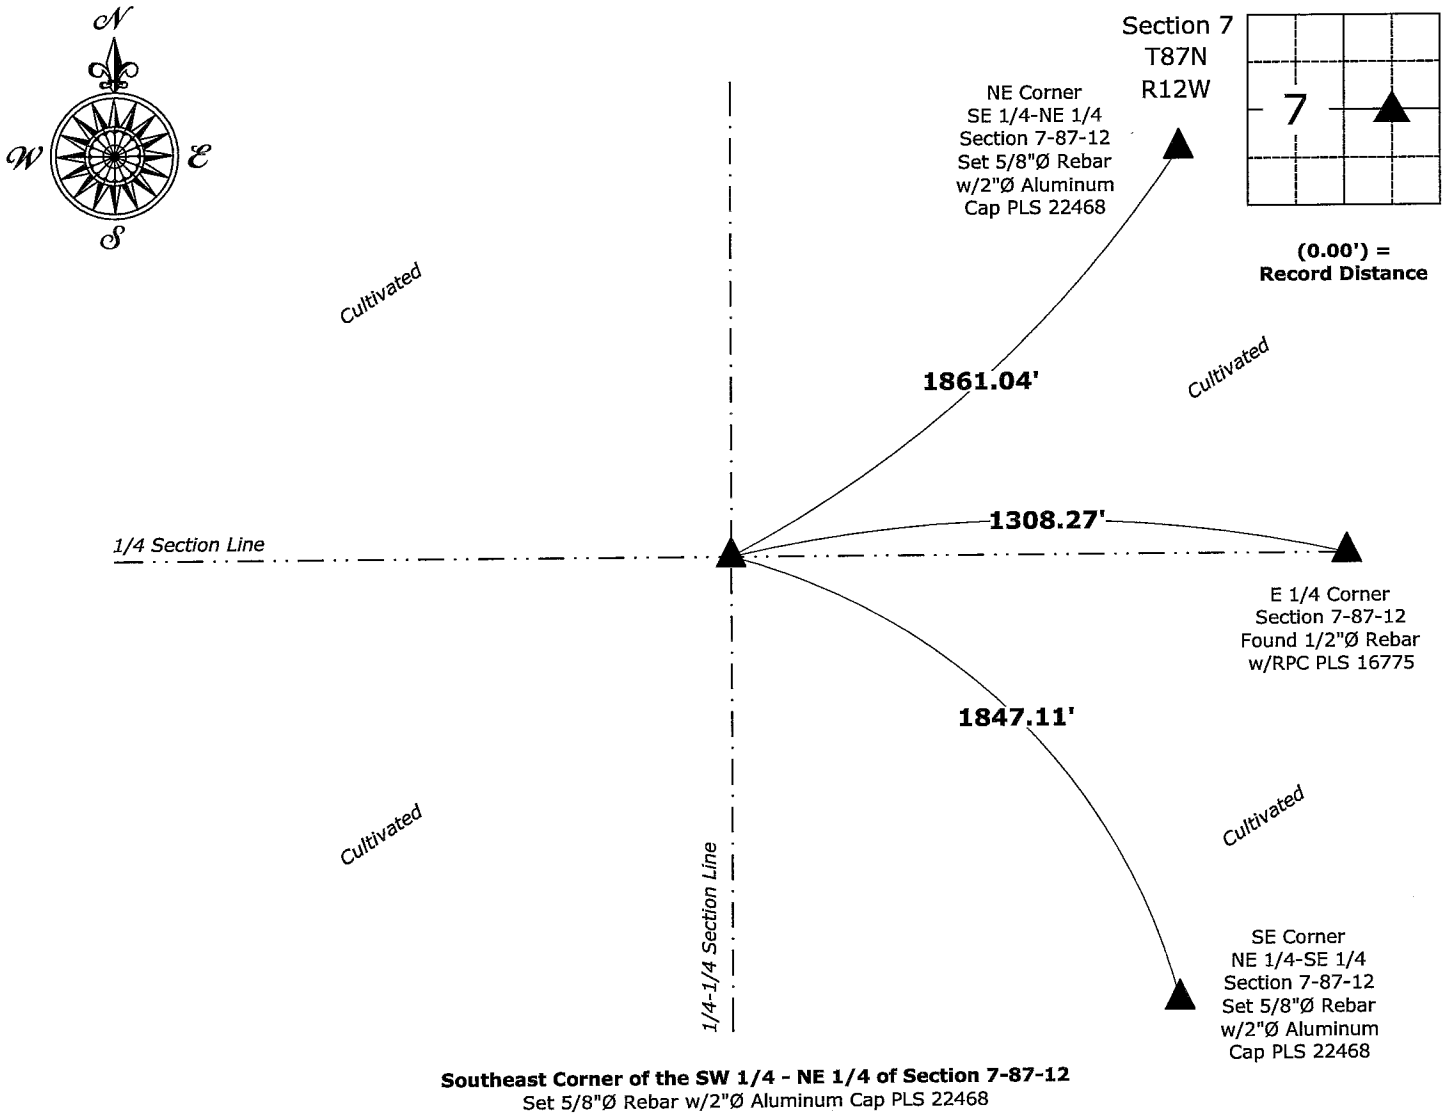 N
W
E
S
Section 7
T87N
R12W
7
(0.00') =
Record Distance
NE Corner
SE 1/4-NE 1/4
Section 7-87-12
Set 5/8"Ø Rebar
w/2"Ø Aluminum
Cap PLS 22468
Cultivated
Cultivated
1861.04'
1308.27'
1/4 Section Line
E 1/4 Corner
Section 7-87-12
Found 1/2"Ø Rebar
w/RPC PLS 16775
1847.11'
Cultivated
Cultivated
1/4-1/4 Section Line
SE Corner
NE 1/4-SE 1/4
Section 7-87-12
Set 5/8"Ø Rebar
w/2"Ø Aluminum
Cap PLS 22468
Southeast Corner of the SW 1/4 - NE 1/4 of Section 7-87-12
Set 5/8"Ø Rebar w/2"Ø Aluminum Cap PLS 22468